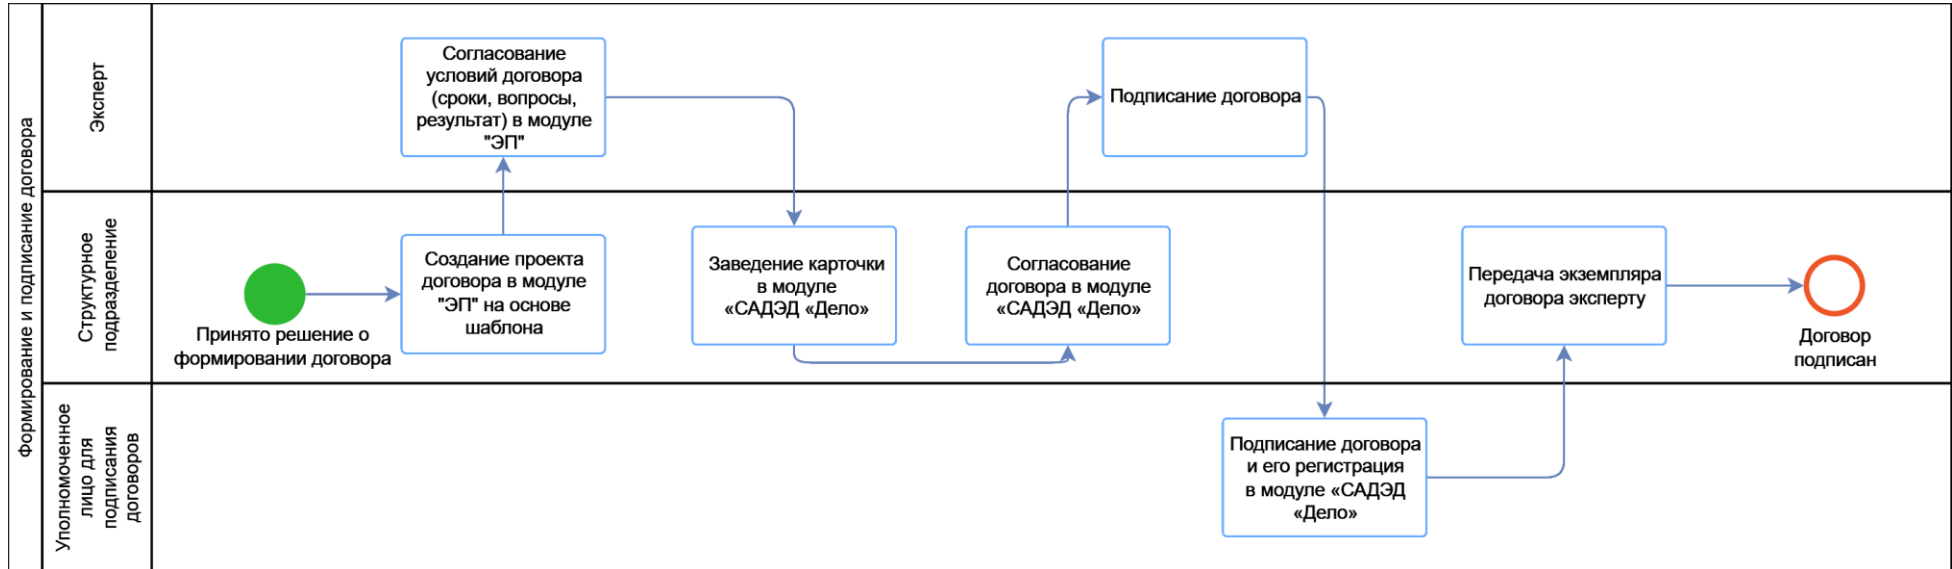 Формирование и подписание договора
Эксперт
Согласование
условий договора
(сроки, вопросы,
результат) в модуле
"ЭП"
Подписание договора
Структурное
подразделение
Принято решение о
формировании договора
Создание проекта
договора в модуле
"ЭП" на основе
шаблона
Заведение карточки
в модуле
«САДЭД «Дело»
Согласование
договора в модуле
«САДЭД «Дело»
Передача экземпляра
договора эксперту
Договор
подписан
Уполномоченное
лицо для
подписания
договоров
Подписание договора
и его регистрация
в модуле «САДЭД
«Дело»